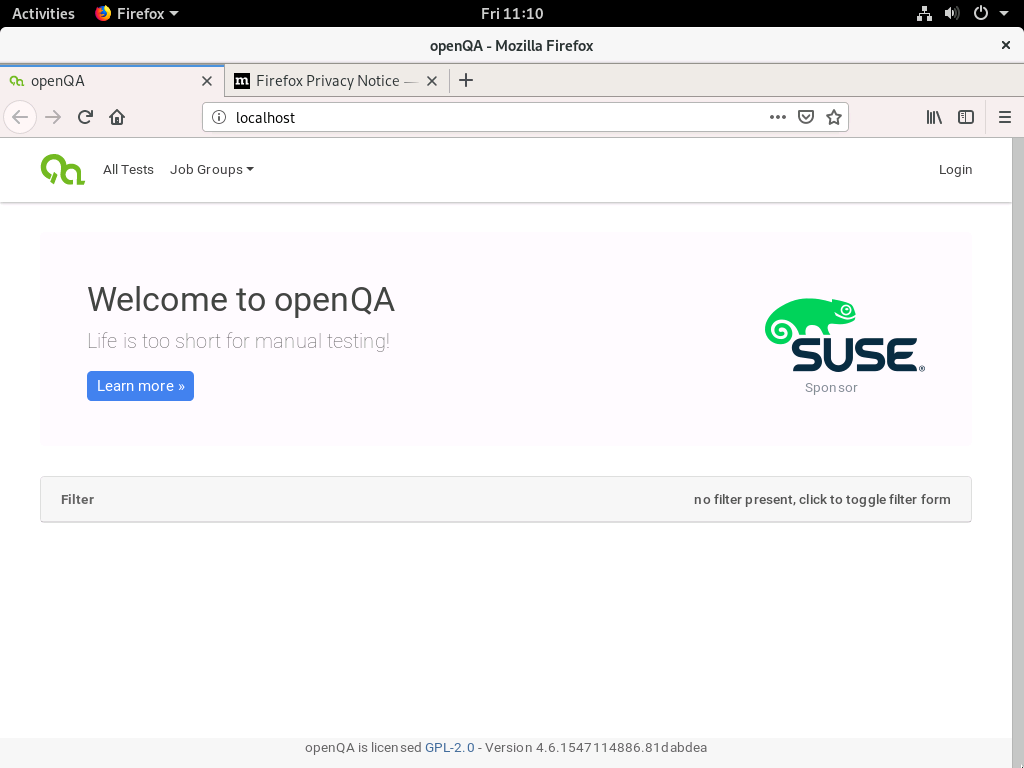 Activities Firefox Fri 11:10
openQA - Mozilla Firefox
openQA Firefox Privacy Notice —
localhost
All Tests Job Groups Login
Welcome to openQA
Life is too short for manual testing!
Learn more »
SUSE®
Sponsor
Filter no filter present, click to toggle filter form
openQA is licensed GPL-2.0 - Version 4.6.1547114886.81dabdea